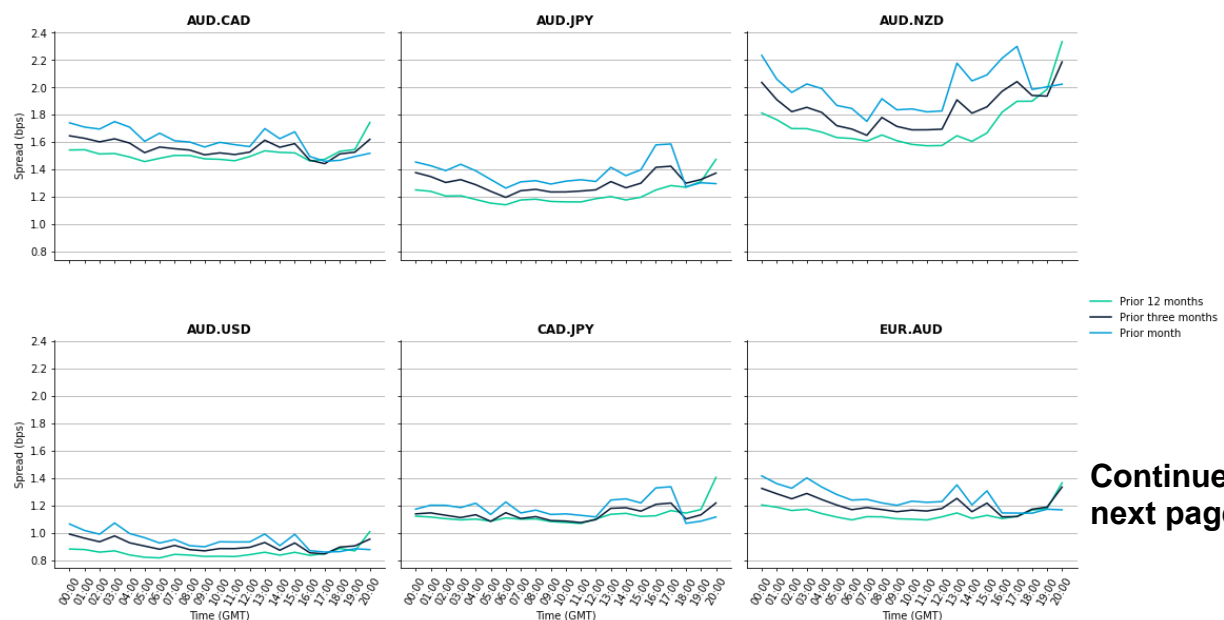 AUD.CAD
AUD.JPY
AUD.NZD
2.4
2.2
2.0
1.8
1.6
1.4
1.2
1.0
0.8
Spread (bps)
Prior 12 months
Prior three months
Prior month
AUD.USD
CAD.JPY
EUR.AUD
2.4
2.2
2.0
1.8
1.6
1.4
1.2
1.0
0.8
Spread (bps)
Continue
next page
00:00 01:00 02:00 03:00 04:00 05:00 06:00 07:00 08:00 09:00 10:00 11:00 12:00 13:00 14:00 15:00 16:00 17:00 18:00 19:00 20:00
00:00 01:00 02:00 03:00 04:00 05:00 06:00 07:00 08:00 09:00 10:00 11:00 12:00 13:00 14:00 15:00 16:00 17:00 18:00 19:00 20:00
00:00 01:00 02:00 03:00 04:00 05:00 06:00 07:00 08:00 09:00 10:00 11:00 12:00 13:00 14:00 15:00 16:00 17:00 18:00 19:00 20:00
Time (GMT)
Time (GMT)
Time (GMT)